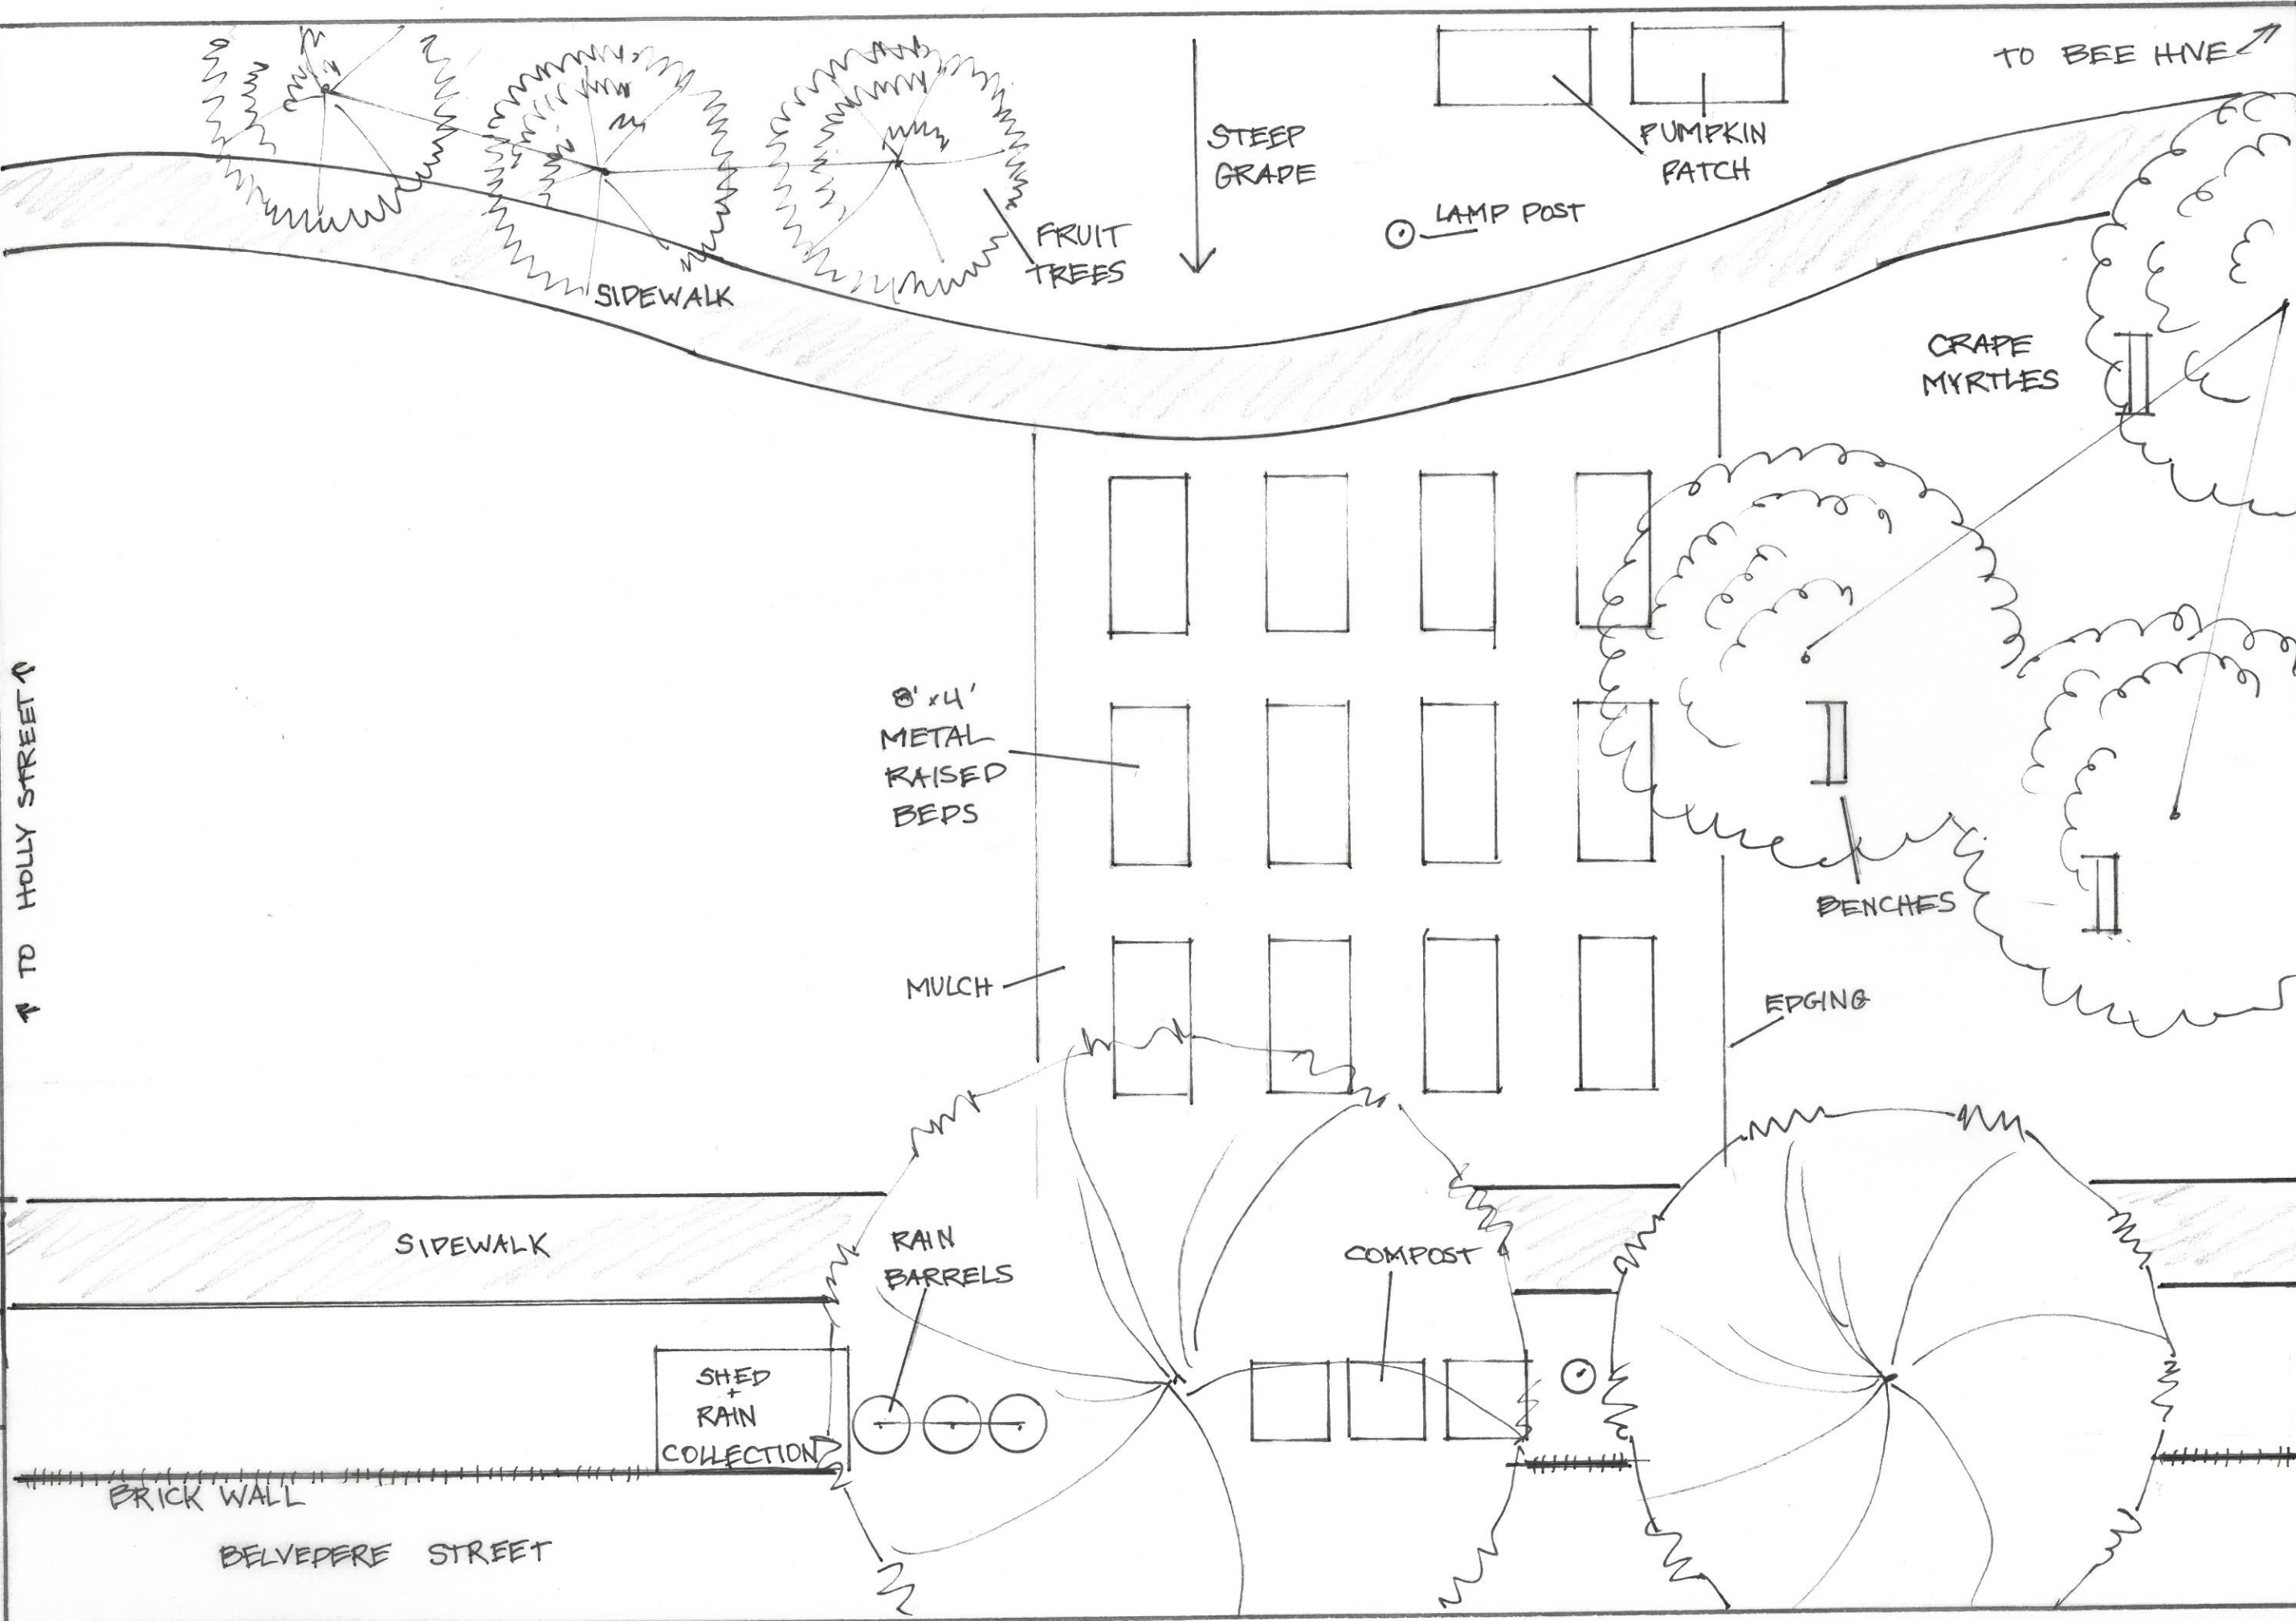 TO BEE HIVE
STEEP
GRADE
PUMPKIN
PATCH
LAMP POST
FRUIT
TREES
SIDEWALK
CRAPE
MYRTLES
8'x4'
METAL
RAISED
BEDS
TO HOLLY STREET
BENCHES
MULCH
EDGING
SIDEWALK
RAIN
BARRELS
COMPOST
SHED
+
RAIN
COLLECTION
BRICK WALL
BELVEDERE STREET